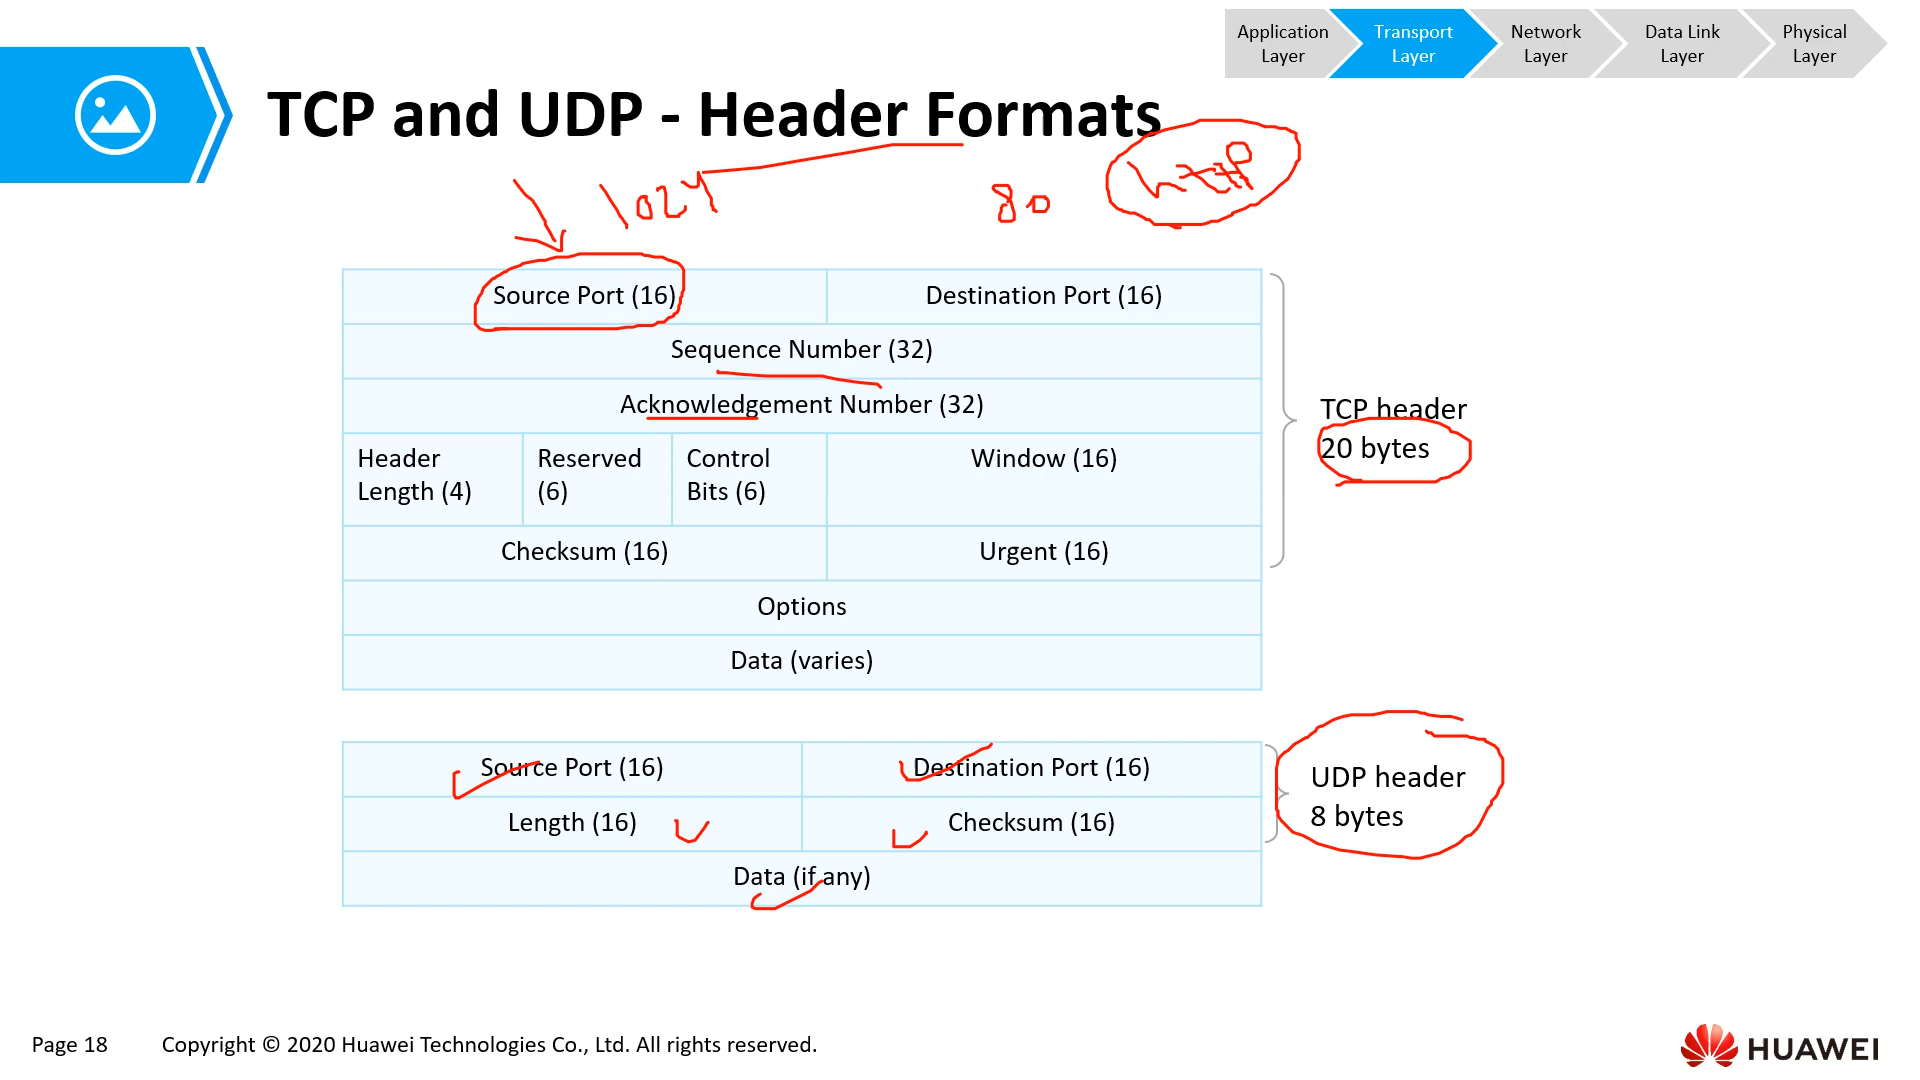 Application Layer
Transport Layer
Network Layer
Data Link Layer
Physical Layer
TCP and UDP - Header Formats
1024
80
http
Source Port (16)
Destination Port (16)
Sequence Number (32)
Acknowledgement Number (32)
Header Length (4)
Reserved (6)
Control Bits (6)
Window (16)
Checksum (16)
Urgent (16)
Options
Data (varies)
TCP header
20 bytes
Source Port (16)
Destination Port (16)
Length (16)
Checksum (16)
Data (if any)
UDP header
8 bytes
Page 18
Copyright © 2020 Huawei Technologies Co., Ltd. All rights reserved.
HUAWEI